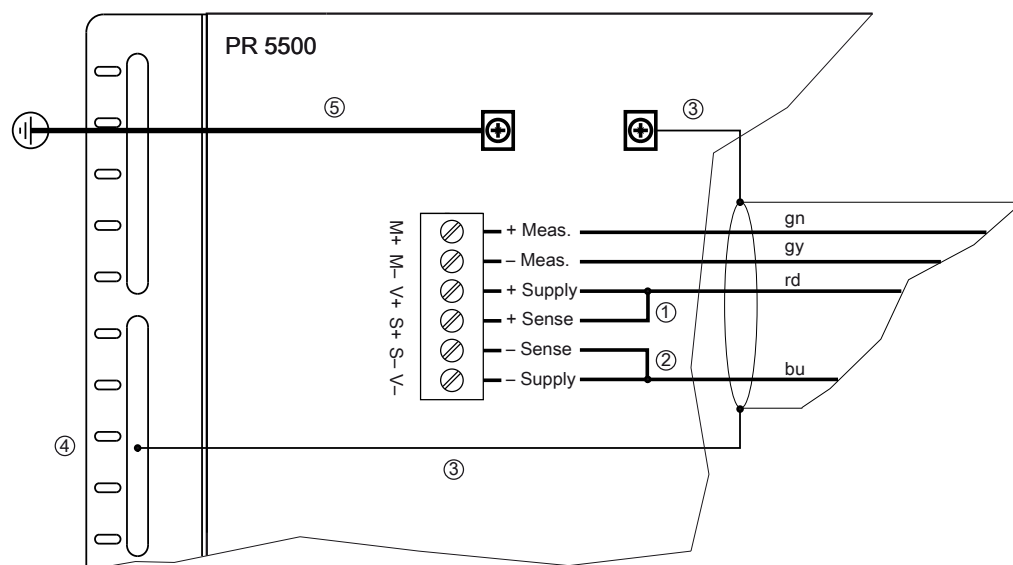 PR 5500
⑤
③
M+ M– V+ S+ S– V–
+ Meas.
gn
– Meas.
gy
+ Supply
rd
+ Sense
①
– Sense
②
– Supply
bu
④
③